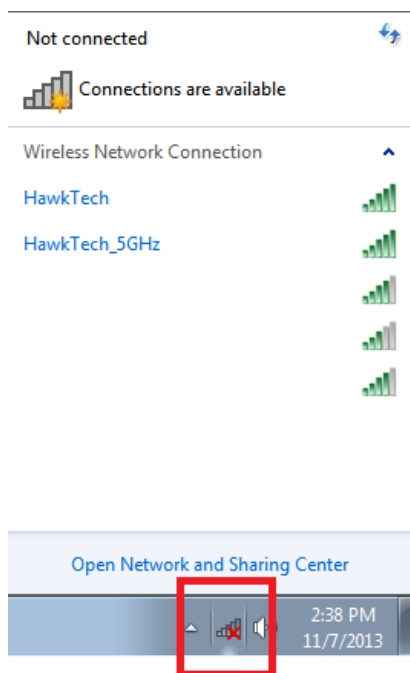 Not connected
Connections are available
Wireless Network Connection
HawkTech
HawkTech_5GHz
Open Network and Sharing Center
2:38 PM
11/7/2013